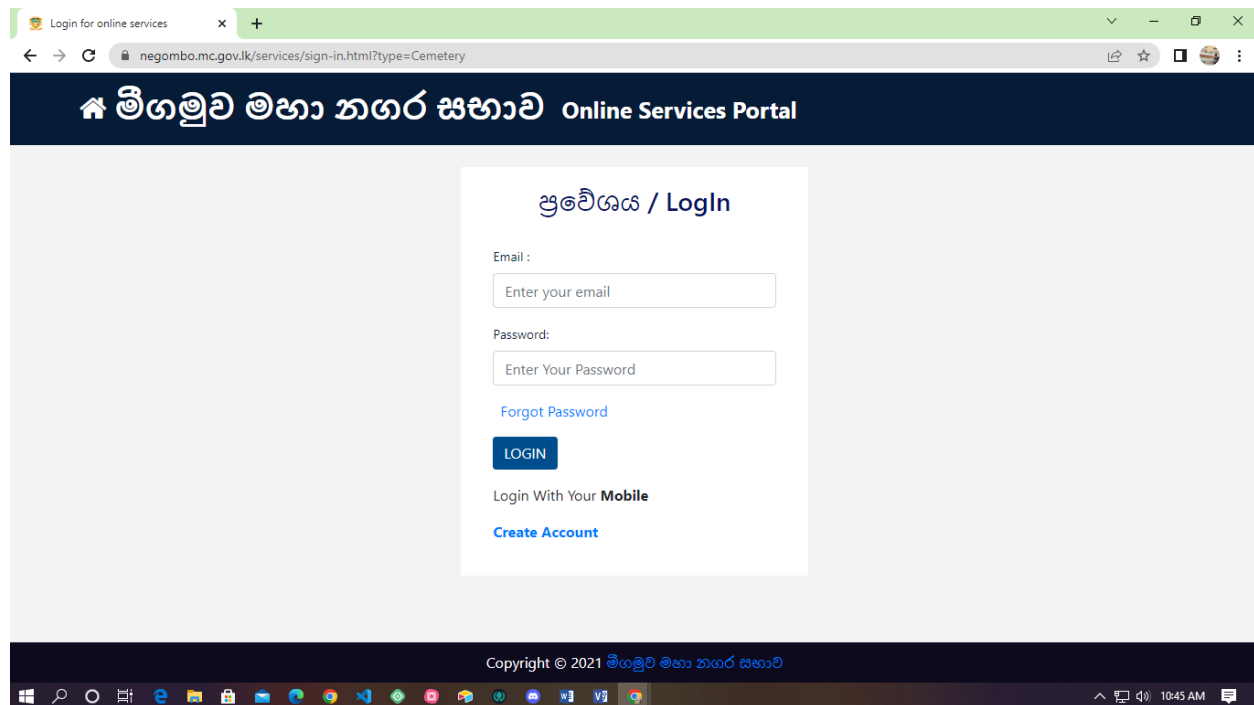 Login for online services
negombo.mc.gov.lk/services/sign-in.html?type=Cemetery
මීගමුව මහා නගර සභාව Online Services Portal
ප්‍රවේශය / LogIn
Email :
Enter your email
Password:
Enter Your Password
Forgot Password
LOGIN
Login With Your Mobile
Create Account
Copyright © 2021 මීගමුව මහා නගර සභාව
10:45 AM